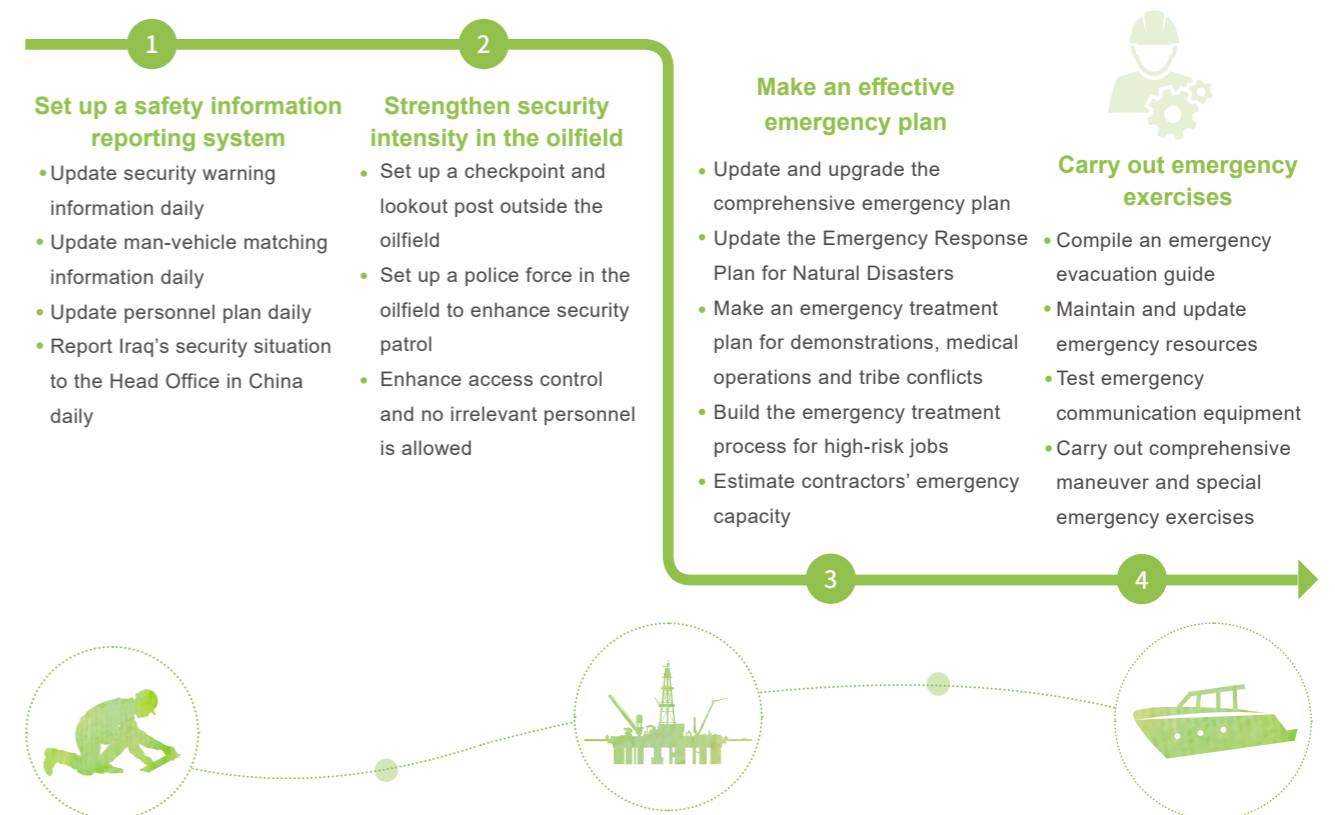 1
Set up a safety information
reporting system
• Update security warning
information daily
• Update man-vehicle matching
information daily
• Update personnel plan daily
• Report Iraq’s security situation
to the Head Office in China
daily
2
Strengthen security
intensity in the oilfield
• Set up a checkpoint and
lookout post outside the
oilfield
• Set up a police force in the
oilfield to enhance security
patrol
• Enhance access control
and no irrelevant personnel
is allowed
Make an effective
emergency plan
• Update and upgrade the
comprehensive emergency plan
• Update the Emergency Response
Plan for Natural Disasters
• Make an emergency treatment
plan for demonstrations, medical
operations and tribe conflicts
• Build the emergency treatment
process for high-risk jobs
• Estimate contractors’ emergency
capacity
3
Carry out emergency
exercises
• Compile an emergency
evacuation guide
• Maintain and update
emergency resources
• Test emergency
communication equipment
• Carry out comprehensive
maneuver and special
emergency exercises
4